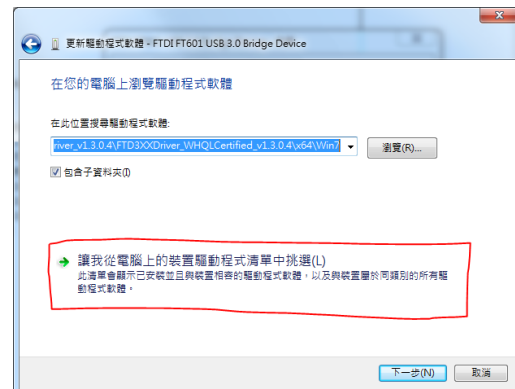 更新驅動程式軟體 - FTDI FT601 USB 3.0 Bridge Device
在您的電腦上瀏覽驅動程式軟體
在此位置搜尋驅動程式軟體:
river_v1.3.0.4\FTD3XXDriver_WHQLCertified_v1.3.0.4\x64\Win7
瀏覽(R)...
包含子資料夾(I)
讓我從電腦上的裝置驅動程式清單中挑選(L)
此清單會顯示已安裝並且與裝置相容的驅動程式軟體，以及與裝置屬於同類別的所有驅
動程式軟體。
下一步(N)
取消